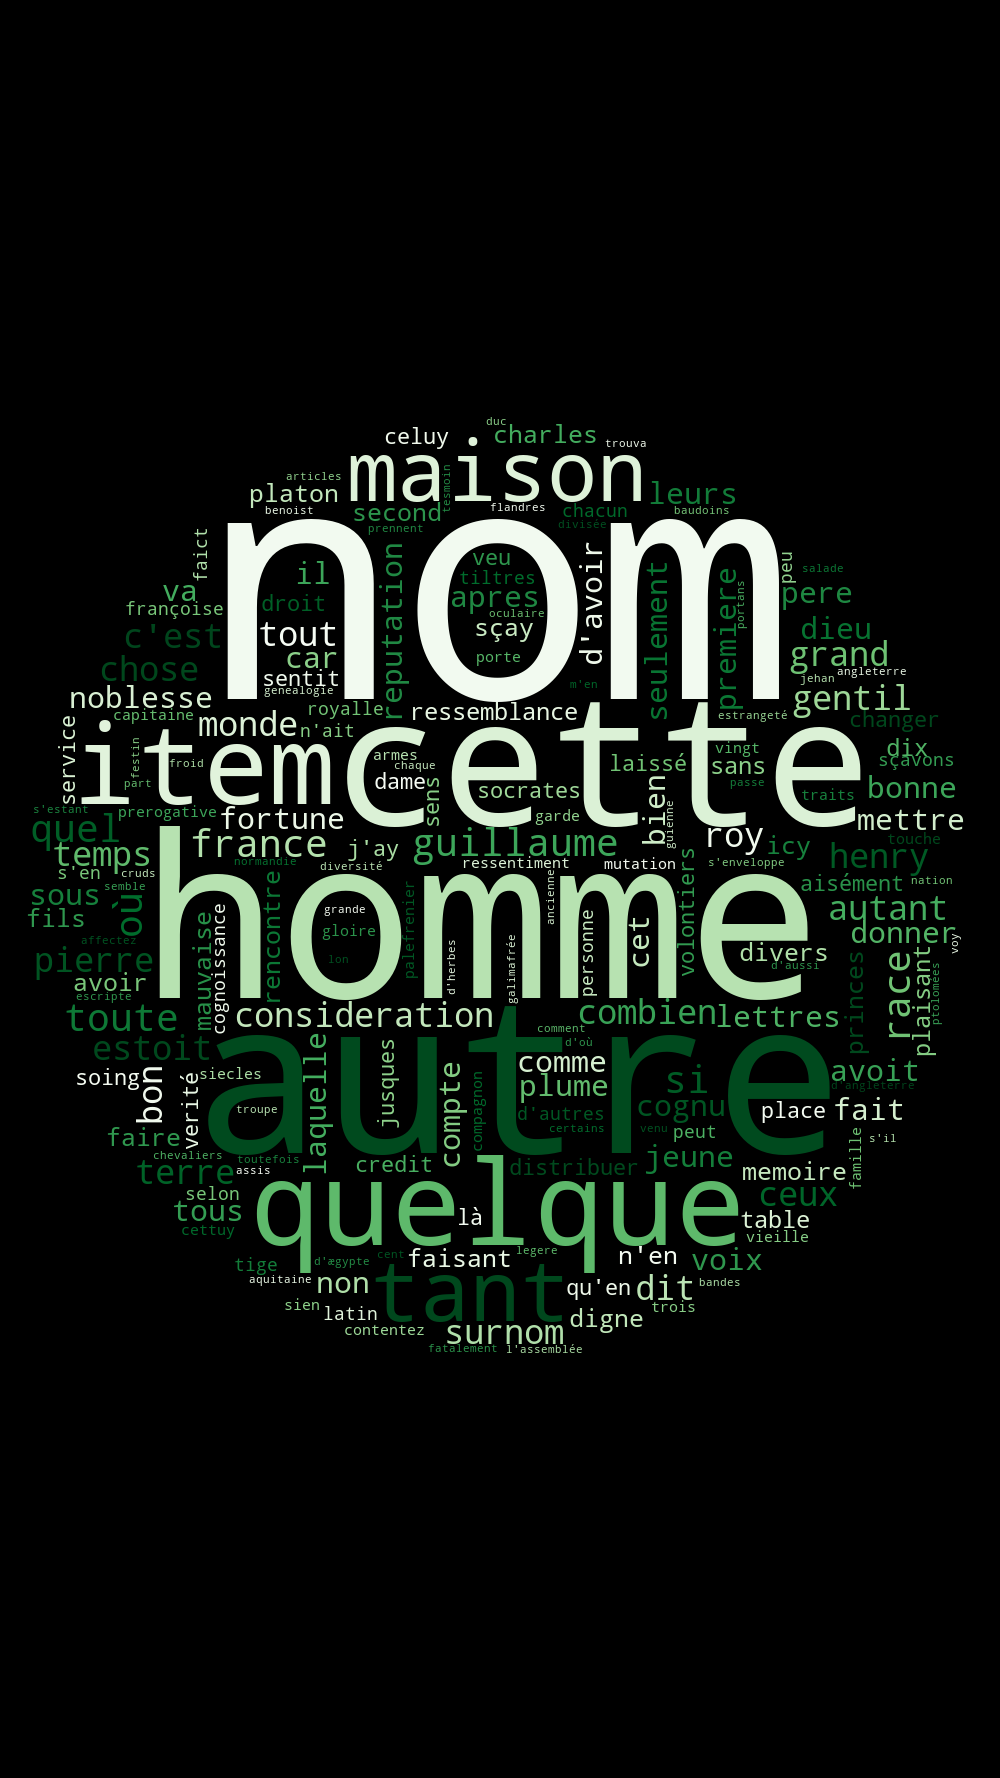 duc
celuy charles trouva
maison
articles
platon
tesmoin
leurs
benoist
second
flandres
chacun
baudoins
prennent
divisée
nom
faict
il
reputation
veu
d'avoir
seulement
premiere
peu
salade
va
tiltres
portans
pere
françoise
droit
apres
oculaire
c'est
tout
sçay
dieu
chose
car
porte
grand
sentit
genealogie
m'en
jehan
angleterre
noblesse
royalle
ressemblance
gentil
capitaine
monde
n'ait
estrangeté
changer
service
item
cette
festin
froid
armes
chaque
vingt
dix
part
dame
sens
socrates
laissé
sans
passe
sçavons
bien
traits
bonne
s'estant
prerogative
fortune
garde
guienne
mettre
quel
france
j'ay
guillaume
roy
icy
touche
temps
normandie
diversité
ressentiment
mutation
s'enveloppe
henry
s'en
cruds
homme
semble
rencontre
ancienne
volontiers
aisément
nation
sous
où
mauvaise
cognoissance
grande
palefrenier
autant
fils
gloire
personne
cet
donner
affectez
lon
d'herbes
galimafrée
divers
voy
pierre
d'aussi
princes
race
plaisant
ptolomées
avoir
escripte
toute
consideration
combien
lettres
autre
comment
estoit
laquelle
jusques
d'où
comme
soing
bon
verité
siecles
compte
compagnon
plume
si
avoit
d'angleterre
troupe
d'autres
cognu
place
fait
certains
venu
peut
s'il
faire
chevaliers
toutefois
assis
credit
distribuer
jeune
famille
terre
memoire
selon
quelque
ceux
tous
là
table
cettuy
vieille
tige
d'ægypte
cent
faisant
legere
n'en
voix
aquitaine
non
tant
qu'en
dit
bandes
sien
latin
digne
trois
contentez
surnom
fatalement
l'assemblée